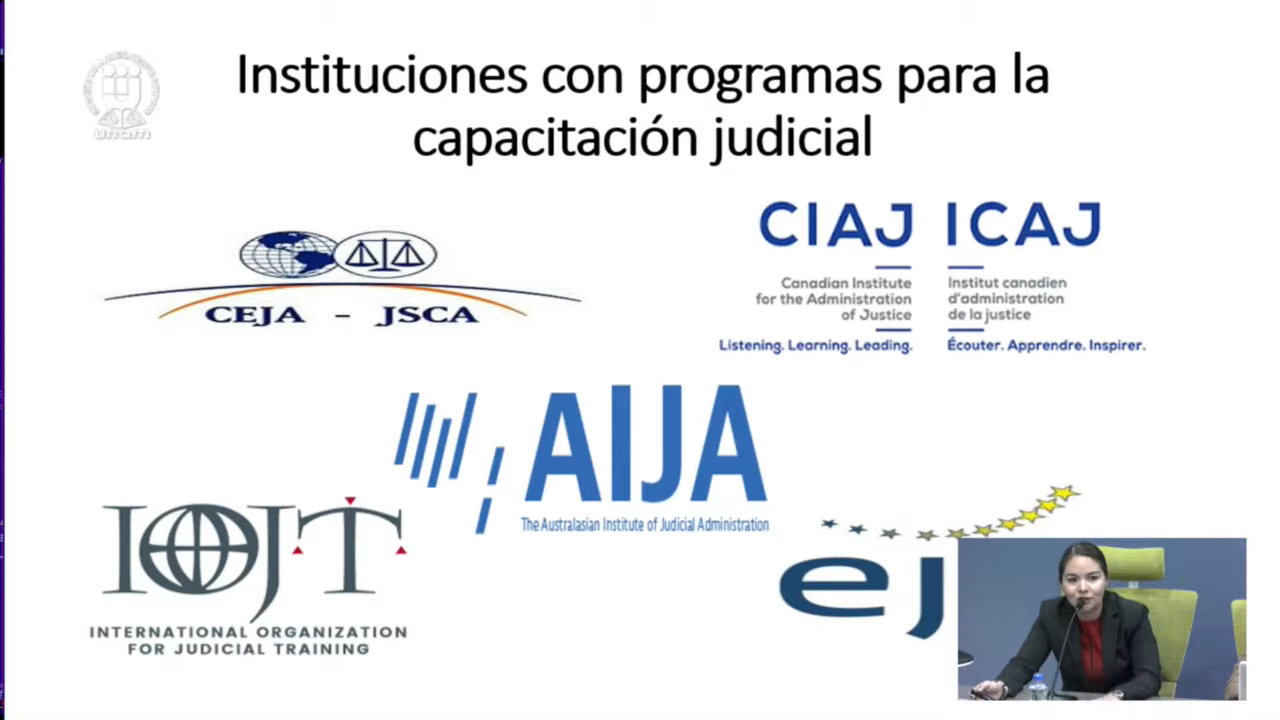 Instituciones con programas para la
capacitación judicial
unam
CEJA - JSCA
CIAJ ICAJ
Canadian Institute
for the Administration
of Justice
Listening. Learning. Leading.
Institut canadien
d'administration
de la justice
Écouter. Apprendre. Inspirer.
AIJA
The Australasian Institute of Judicial Administration
IOJT
INTERNATIONAL ORGANIZATION
FOR JUDICIAL TRAINING
ej